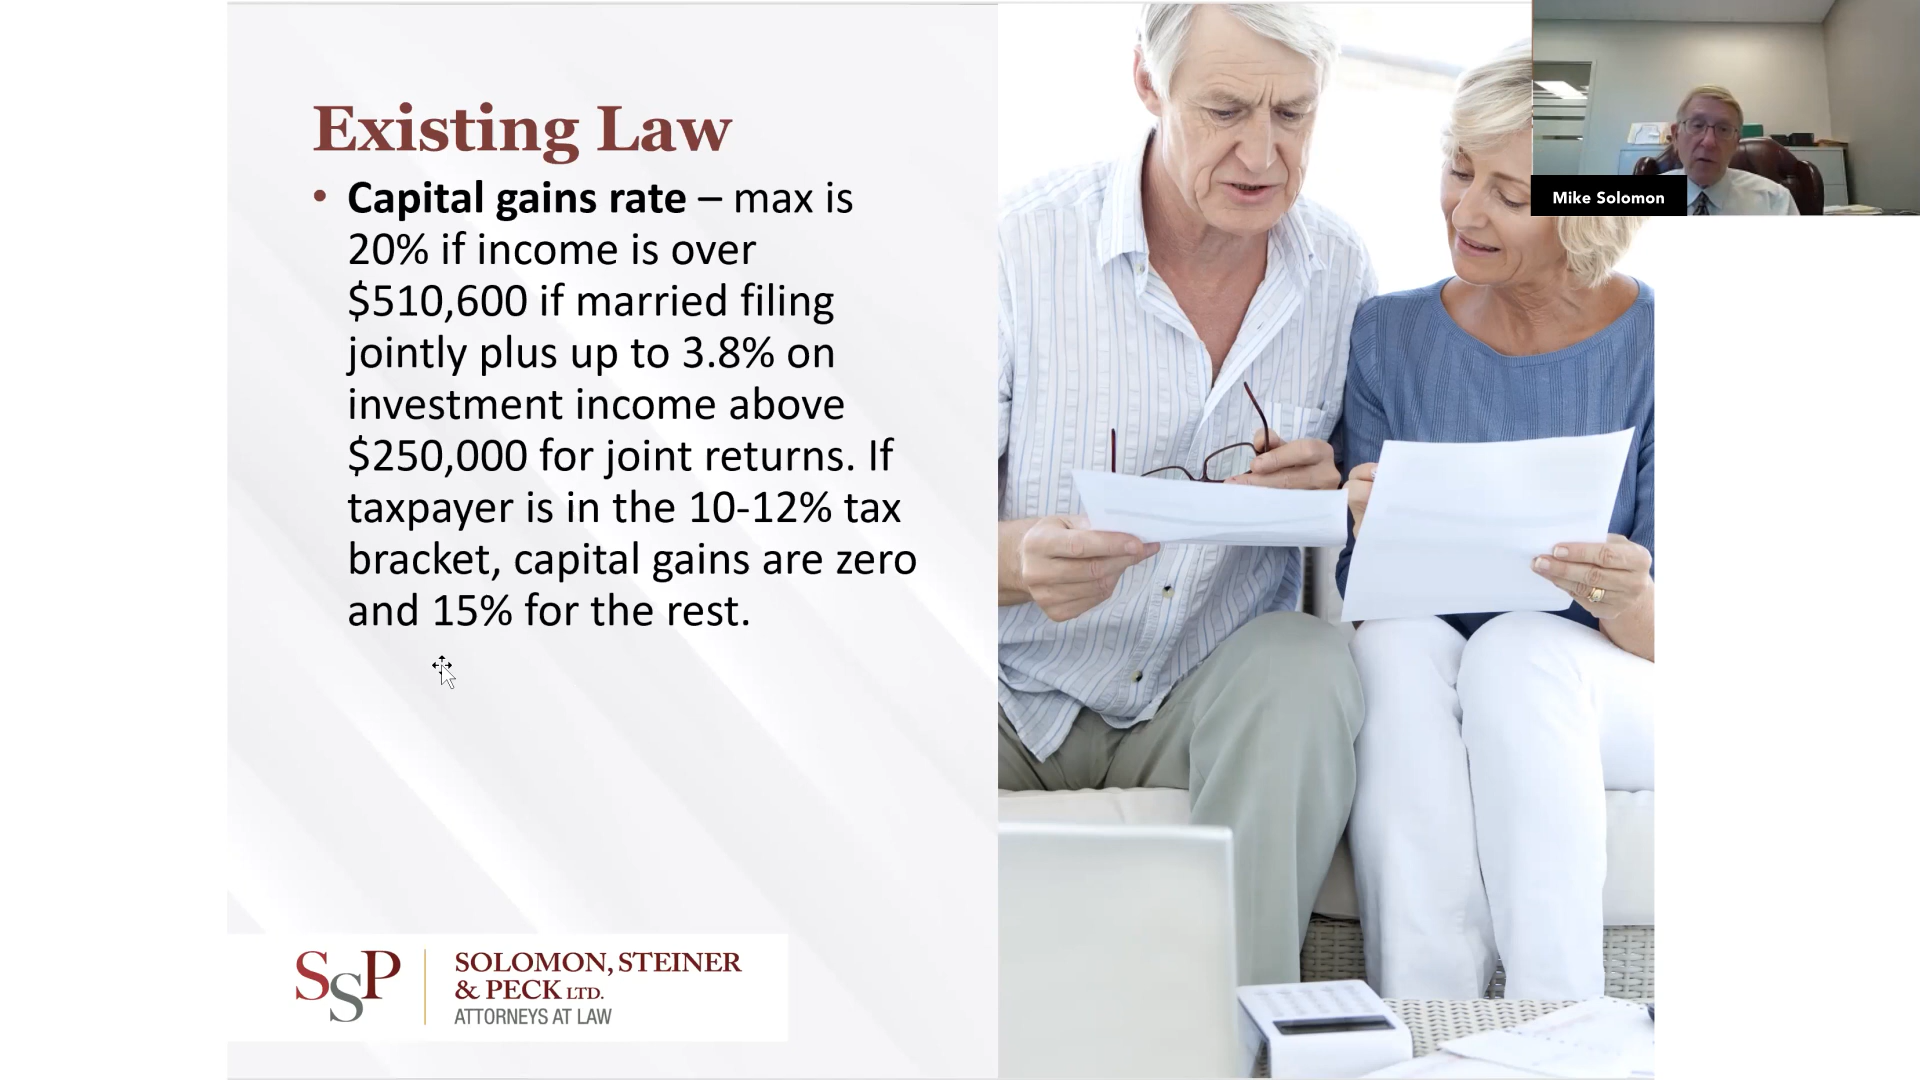 Existing Law
• Capital gains rate – max is
20% if income is over
$510,600 if married filing
jointly plus up to 3.8% on
investment income above
$250,000 for joint returns. If
taxpayer is in the 10-12% tax
bracket, capital gains are zero
and 15% for the rest.
Mike Solomon
SSP
SOLOMON, STEINER
& PECK LTD.
ATTORNEYS AT LAW